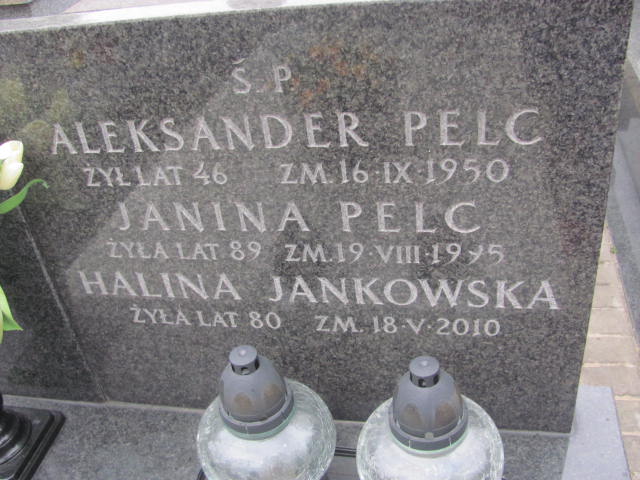 Ś. P
ALEKSANDER PELC
ŻYŁ LAT 46 ZM. 16·IX·1950
JANINA PELC
ŻYŁA LAT 89 ZM. 19·VIII·1995
HALINA JANKOWSKA
ŻYŁA LAT 80 ZM. 18·V·2010